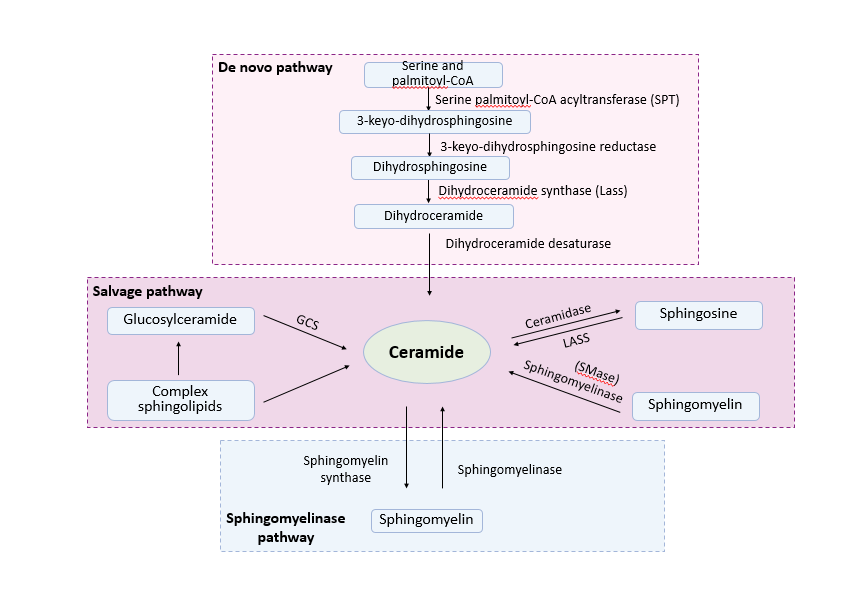 De novo pathway
Serine and
palmitoyl-CoA
Serine palmitoyl-CoA acyltransferase (SPT)
3-keyo-dihydrosphingosine
3-keyo-dihydrosphingosine reductase
Dihydrosphingosine
Dihydroceramide synthase (Lass)
Dihydroceramide
Dihydroceramide desaturase
Salvage pathway
Glucosylceramide
GCS
Ceramide
Ceramidase
LASS
Sphingosine
Complex
sphingolipids
(SMase)
Sphingomyelinase
Sphingomyelin
Sphingomyelin
synthase
Sphingomyelinase
Sphingomyelinase
pathway
Sphingomyelin